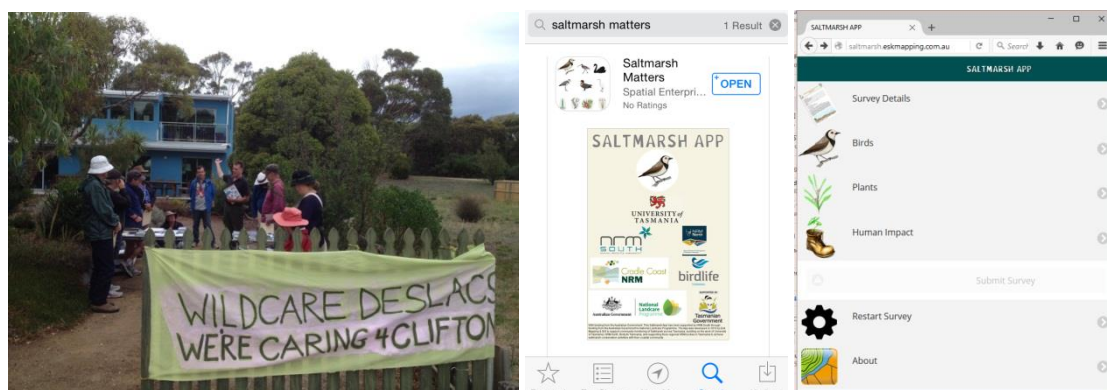 WILDCARE DESLACS
WE'RE CARING 4CLIFTON
saltmarsh matters
1 Result
Saltmarsh
Matters
Spatial Enterpri...
No Ratings
OPEN
SALTMARSH APP
UNIVERSITY of
TASMANIA
nrm
SOUTH
Cradle Coast
NRM
birdlife
Australian Government
National
Landcare
Programme
Tasmanian
Government
SALTMARSH APP
saltmarsh.eskmapping.com.au
Search
SALTMARSH APP
Survey Details
Birds
Plants
Human Impact
Submit Survey
Restart Survey
About